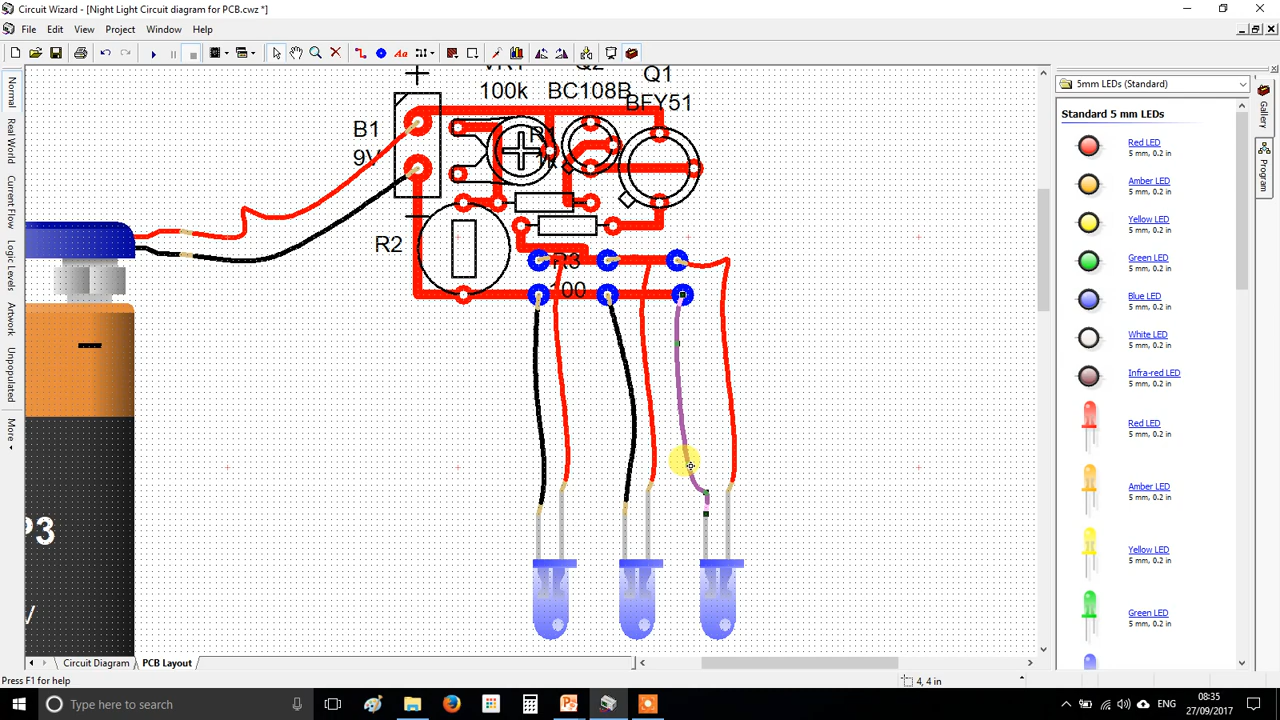 Circuit Wizard - [Night Light Circuit diagram for PCB.cwz *]
File Edit View Project Window Help
Normal
Real World
Current Flow
Logic Levels
Artwork
Unpopulated
More
VR1
100k
Q2
BC108B
Q1
BFY51
B1
9V
R1
1k
R2
R3
100
P3
V
5mm LEDs (Standard)
Standard 5 mm LEDs
Red LED
5 mm, 0.2 in
Amber LED
5 mm, 0.2 in
Yellow LED
5 mm, 0.2 in
Green LED
5 mm, 0.2 in
Blue LED
5 mm, 0.2 in
White LED
5 mm, 0.2 in
Infra-red LED
5 mm, 0.2 in
Red LED
5 mm, 0.2 in
Amber LED
5 mm, 0.2 in
Yellow LED
5 mm, 0.2 in
Green LED
5 mm, 0.2 in
Blue LED
Gallery
Program
Circuit Diagram PCB Layout
Press F1 for help
4, 4 in
Type here to search
ENG
08:35
27/09/2017